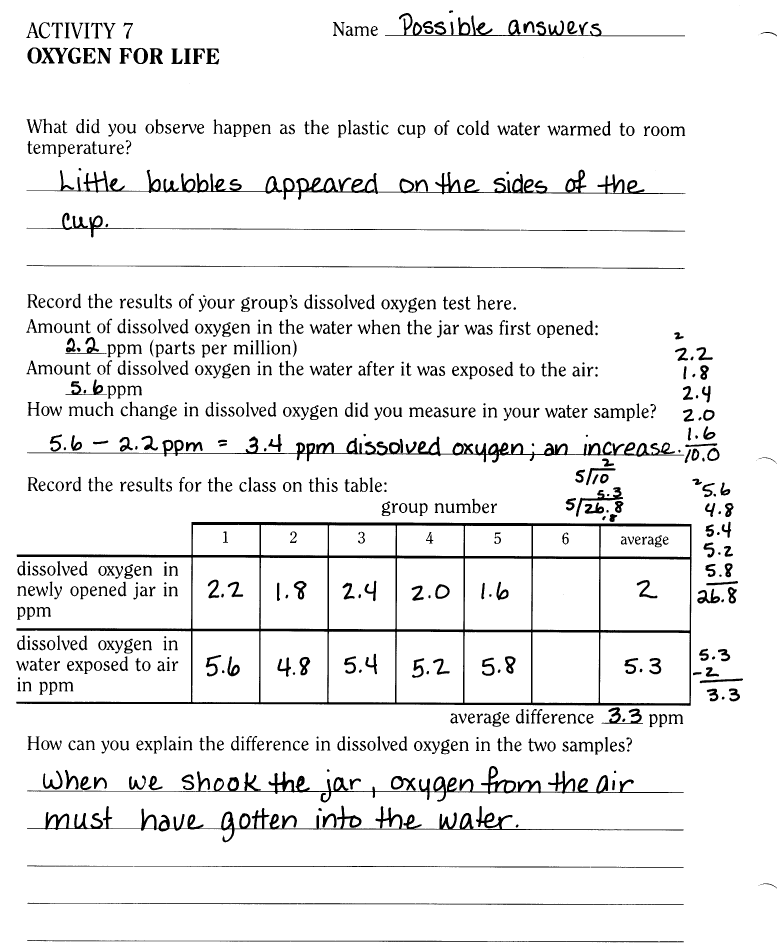 ACTIVITY 7
Name Possible answers
OXYGEN FOR LIFE
What did you observe happen as the plastic cup of cold water warmed to room
temperature?
Little bubbles appeared on the sides of the
cup.
Record the results of your group's dissolved oxygen test here.
Amount of dissolved oxygen in the water when the jar was first opened:
2.2 ppm (parts per million)
Amount of dissolved oxygen in the water after it was exposed to the air:
5.6 ppm
How much change in dissolved oxygen did you measure in your water sample?
5.6 - 2.2 ppm = 3.4 ppm dissolved oxygen; an increase.
2
2.2
1.8
2.4
2.0
1.6
10.0
Record the results for the class on this table:
2
5/10
5.3
5/26.8
.8
2
5.6
4.8
5.4
5.2
5.8
26.8
group number
1 2 3 4 5 6 average
dissolved oxygen in
newly opened jar in
ppm
2.2 1.8 2.4 2.0 1.6 2
dissolved oxygen in
water exposed to air
in ppm
5.6 4.8 5.4 5.2 5.8 5.3
5.3
-2
3.3
average difference 3.3 ppm
How can you explain the difference in dissolved oxygen in the two samples?
When we shook the jar, oxygen from the air
must have gotten into the water.